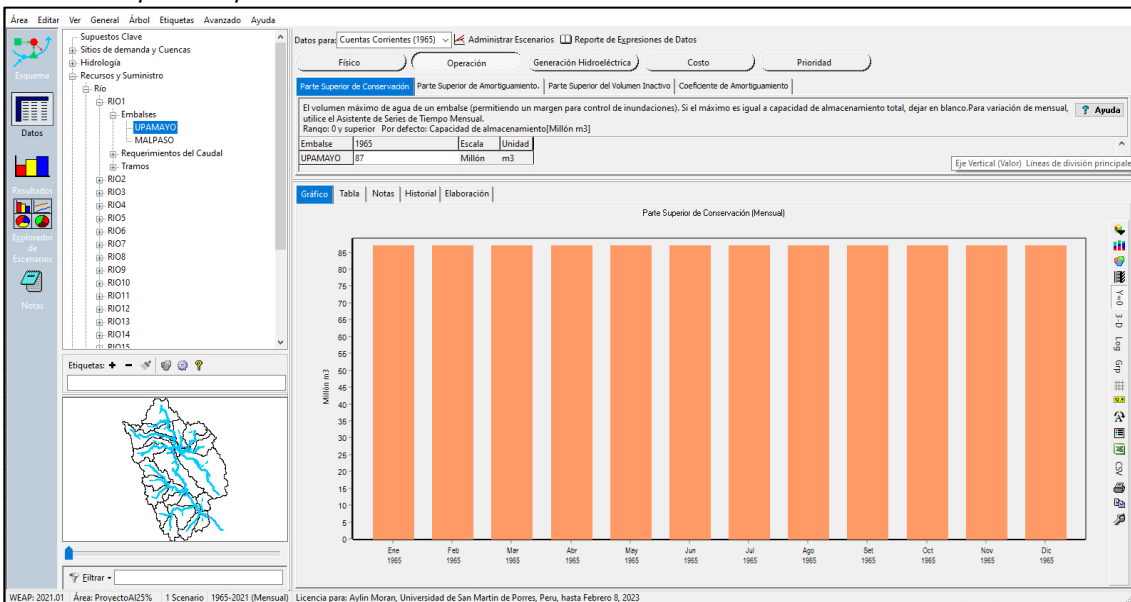 Área Editar Ver General Árbol Etiquetas Avanzado Ayuda
Esquema
Datos
Resultados
Explorador
de
Escenarios
Notas
Supuestos Clave
Sitios de demanda y Cuencas
Hidrología
Recursos y Suministro
Río
RIO1
Embalses
UPAMAYO
MALPASO
Requerimientos del Caudal
Tramos
RIO2
RIO3
RIO4
RIO5
RIO6
RIO7
RIO8
RIO9
RIO10
RIO11
RIO12
RIO13
RIO14
RIO15
Etiquetas:
Filtrar
Datos para: Cuentas Corrientes (1965) Administrar Escenarios Reporte de Expresiones de Datos
Físico Operación Generación Hidroeléctrica Costo Prioridad
Parte Superior de Conservación Parte Superior de Amortiguamiento. Parte Superior del Volumen Inactivo Coeficiente de Amortiguamiento
El volumen máximo de agua de un embalse (permitiendo un margen para control de inundaciones). Si el máximo es igual a capacidad de almacenamiento total, dejar en blanco.Para variación de mensual,
utilice el Asistente de Series de Tiempo Mensual.
Rango: 0 y superior Por defecto: Capacidad de almacenamiento[Millón m3]
? Ayuda
Embalse 1965 Escala Unidad
UPAMAYO 87 Millón m3
Eje Vertical (Valor) Líneas de división principale
Gráfico Tabla Notas Historial Elaboración
Parte Superior de Conservación (Mensual)
Millón m3
85
80
75
70
65
60
55
50
45
40
35
30
25
20
15
10
5
0
Ene Feb Mar Abr May Jun Jul Ago Set Oct Nov Dic
1965 1965 1965 1965 1965 1965 1965 1965 1965 1965 1965 1965
Y=0
3-D
Log
Grp
CSV
WEAP: 2021.01 Área: ProyectoAI25% 1 Scenario 1965-2021 (Mensual) Licencia para: Aylin Moran, Universidad de San Martin de Porres, Peru, hasta Febrero 8, 2023